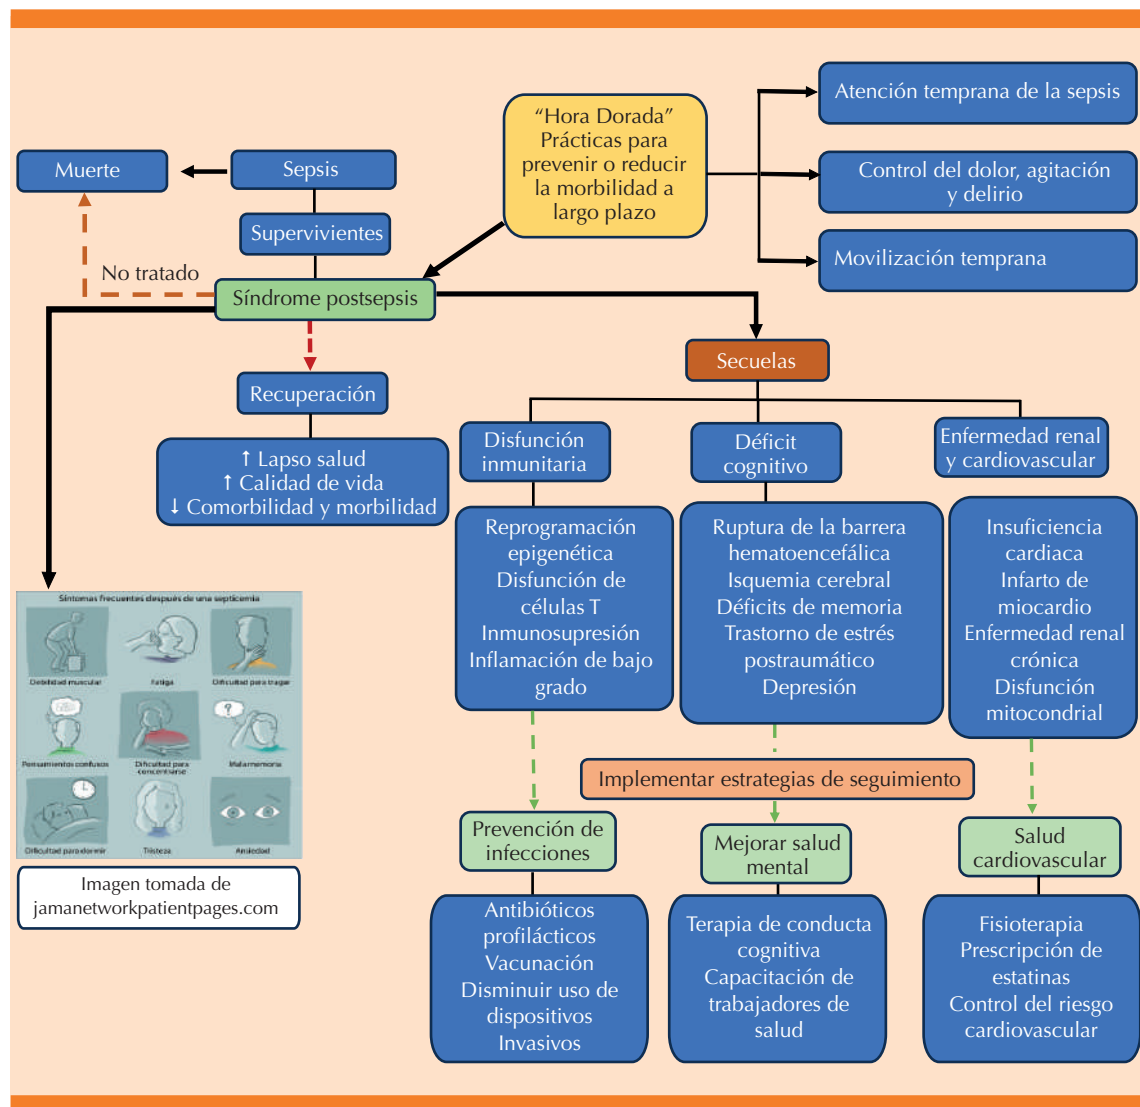 “Hora Dorada”
Prácticas para
prevenir o reducir
la morbilidad a
largo plazo
Atención temprana de la sepsis
Control del dolor, agitación
y delirio
Movilización temprana
Muerte
Sepsis
Supervivientes
No tratado
Síndrome postsepsis
Recuperación
↑ Lapso salud
↑ Calidad de vida
↓ Comorbilidad y morbilidad
Secuelas
Disfunción
inmunitaria
Déficit
cognitivo
Enfermedad renal
y cardiovascular
Reprogramación
epigenética
Disfunción de
células T
Inmunosupresión
Inflamación de bajo
grado
Ruptura de la barrera
hematoencefálica
Isquemia cerebral
Déficits de memoria
Trastorno de estrés
postraumático
Depresión
Insuficiencia
cardiaca
Infarto de
miocardio
Enfermedad renal
crónica
Disfunción
mitocondrial
Síntomas frecuentes después de una septicemia
Debilidad muscular
Fatiga
Dificultad para tragar
Pensamientos confusos
Dificultad para
concentrarse
Mala memoria
Dificultad para dormir
Tristeza
Ansiedad
Imagen tomada de
jamanetworkpatientpages.com
Implementar estrategias de seguimiento
Prevención de
infecciones
Mejorar salud
mental
Salud
cardiovascular
Antibióticos
profilácticos
Vacunación
Disminuir uso de
dispositivos
Invasivos
Terapia de conducta
cognitiva
Capacitación de
trabajadores de
salud
Fisioterapia
Prescripción de
estatinas
Control del riesgo
cardiovascular